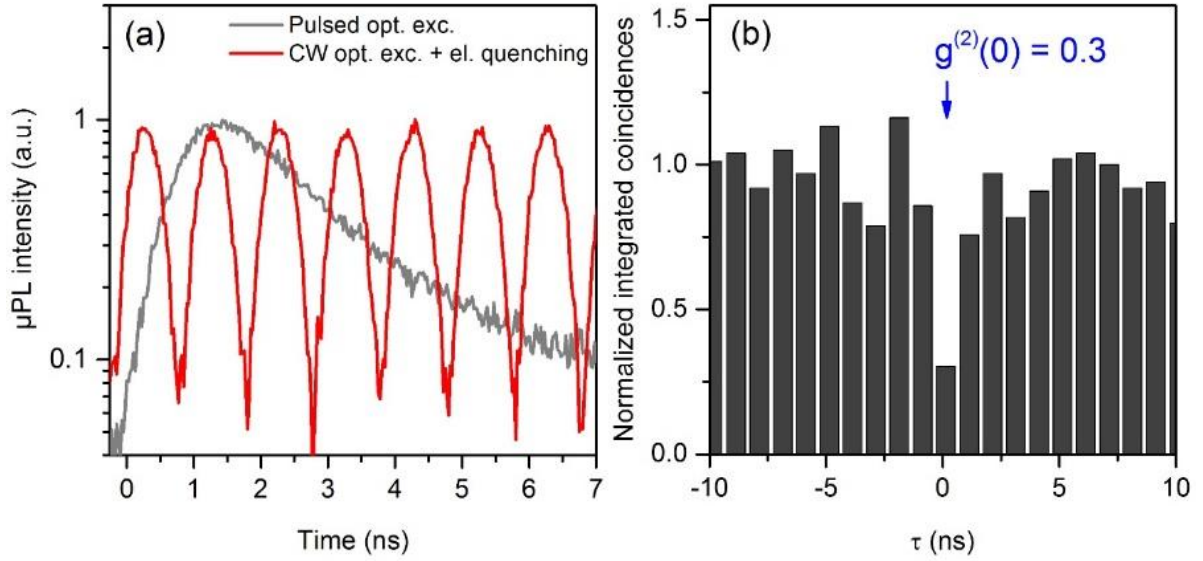 (a)
Pulsed opt. exc.
CW opt. exc. + el. quenching
1
0.1
μPL intensity (a.u.)
0 1 2 3 4 5 6 7
Time (ns)
(b)
g(2)(0) = 0.3
1.5
1.0
0.5
0.0
Normalized integrated coincidences
-10 -5 0 5 10
τ (ns)